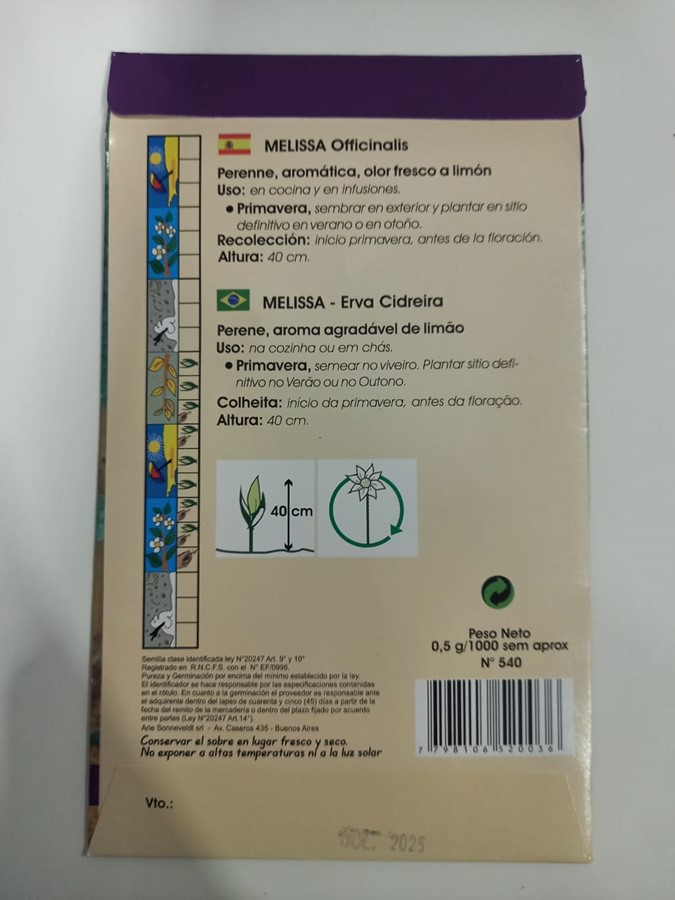 MELISSA Officinalis
Perenne, aromática, olor fresco a limón
Uso: en cocina y en infusiones.
● Primavera, sembrar en exterior y plantar en sitio
definitivo en verano o en otoño.
Recolección: inicio primavera, antes de la floración.
Altura: 40 cm.
MELISSA - Erva Cidreira
Perene, aroma agradável de limão
Uso: na cozinha ou em chás.
● Primavera, semear no viveiro. Plantar sitio defi-
nitivo no Verão ou no Outono.
Colheita: início da primavera, antes da floração.
Altura: 40 cm.
40 cm
Peso Neto
0,5 g/1000 sem aprox
N° 540
7 798106 520036
Semilla clase identificada ley N°20247 Art. 9° y 10°
Registrado en R.N.C.F.S. con el N° EF/0996.
Pureza y Germinación por encima del mínimo establecido por la ley.
El identificador se hace responsable por las especificaciones contenidas
en el rótulo. En cuanto a la germinación el proveedor es responsable ante
el adquirente dentro del lapso de cuarenta y cinco (45) días a partir de la
fecha del remito de la mercadería o dentro del plazo fijado por acuerdo
entre partes (Ley N°20247 Art.14°).
Arie Sonneveldt srl - Av. Caseros 435 - Buenos Aires
Conservar el sobre en lugar fresco y seco.
No exponer a altas temperaturas ni a la luz solar
Vto.:
2025